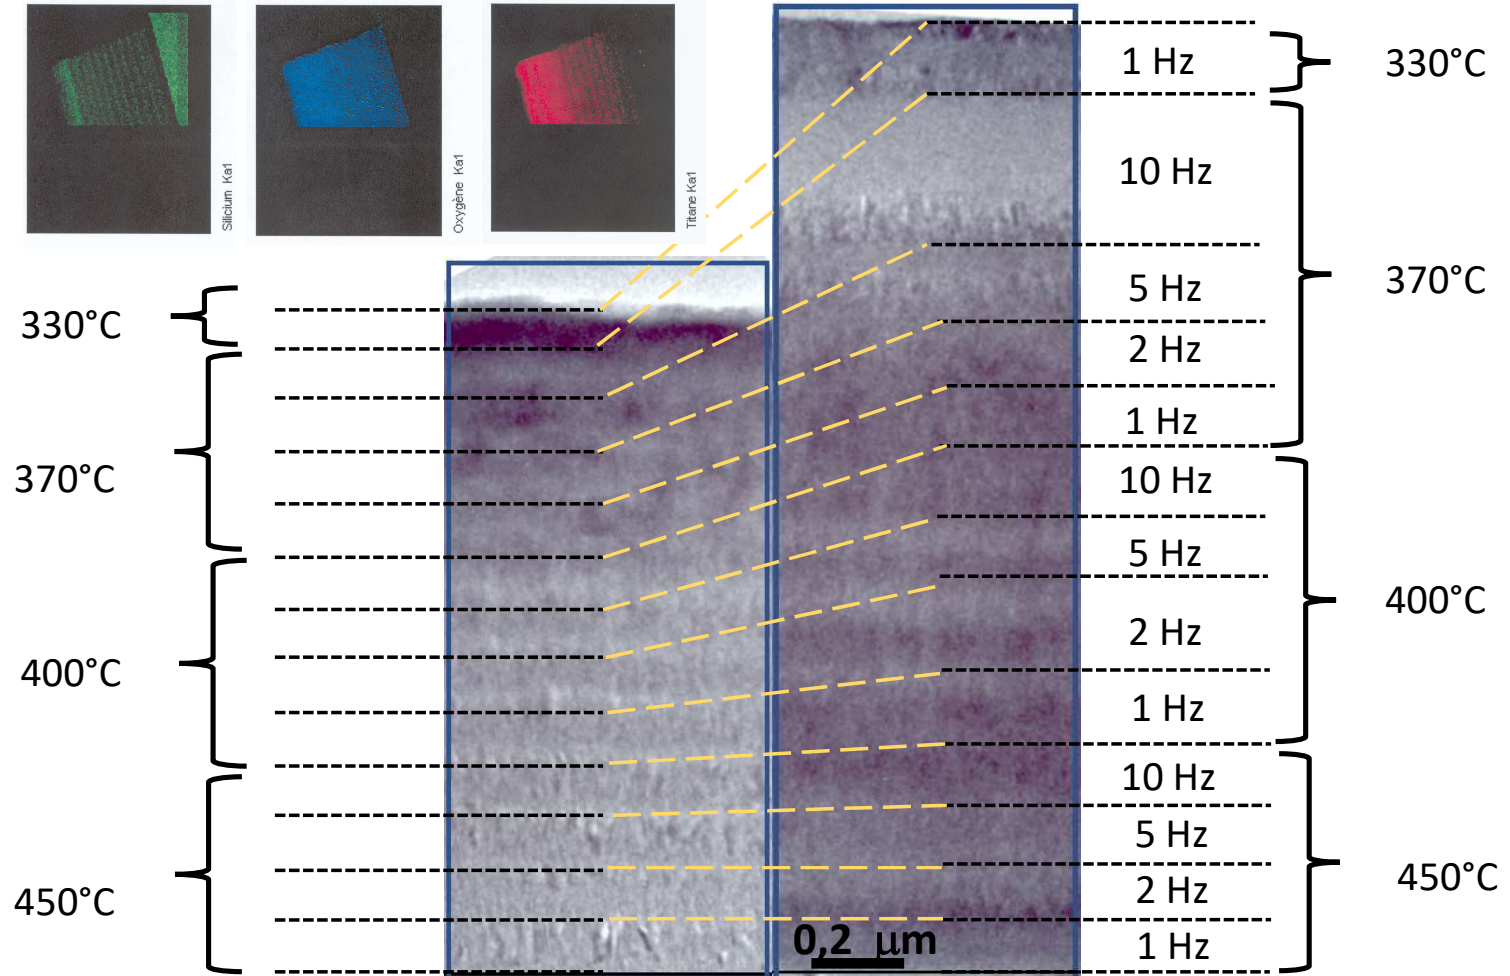 Silicium Ka1
Oxygène Ka1
Titane Ka1
330°C
370°C
400°C
450°C
1 Hz
10 Hz
5 Hz
2 Hz
1 Hz
10 Hz
5 Hz
2 Hz
1 Hz
10 Hz
5 Hz
2 Hz
1 Hz
0,2 μm
330°C
370°C
400°C
450°C